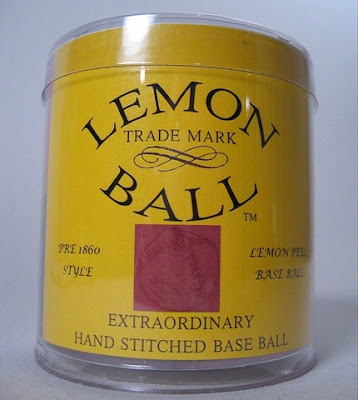 LEMON
TRADE MARK
BALL
TM
PRE 1860
STYLE
LEMON PEEL
BASE BALL
EXTRAORDINARY
HAND STITCHED BASE BALL